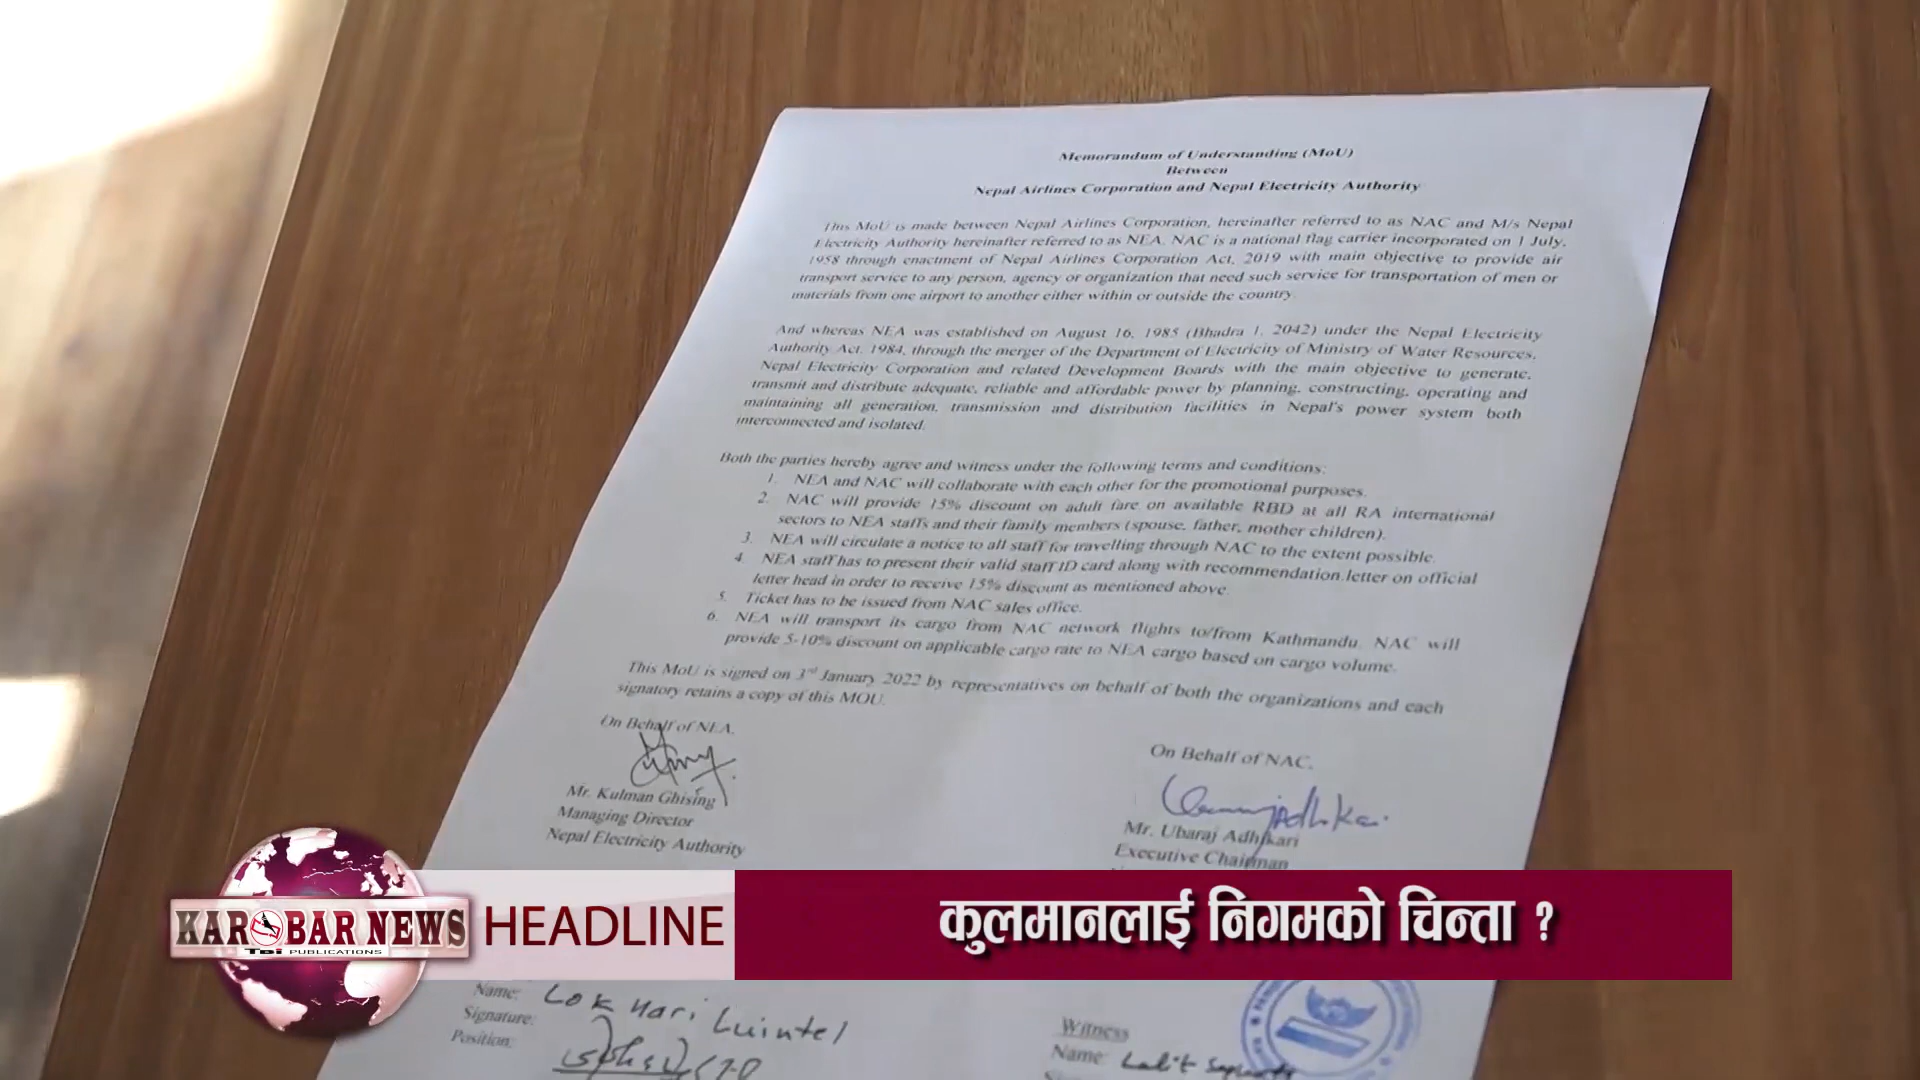 Memorandum of Understanding (MoU)
Between
Nepal Airlines Corporation and Nepal Electricity Authority
This MoU is made between Nepal Airlines Corporation, hereinafter referred to as NAC and M/s Nepal
Electricity Authority hereinafter referred to as NEA. NAC is a national flag carrier incorporated on 1 July,
1958 through enactment of Nepal Airlines Corporation Act, 2019 with main objective to provide air
transport service to any person, agency or organization that need such service for transportation of men or
materials from one airport to another either within or outside the country.
And whereas NEA was established on August 16, 1985 (Bhadra 1, 2042) under the Nepal Electricity
Authority Act. 1984, through the merger of the Department of Electricity of Ministry of Water Resources,
Nepal Electricity Corporation and related Development Boards with the main objective to generate,
transmit and distribute adequate, reliable and affordable power by planning, constructing, operating and
maintaining all generation, transmission and distribution facilities in Nepal's power system both
interconnected and isolated.
Both the parties hereby agree and witness under the following terms and conditions:
1. NEA and NAC will collaborate with each other for the promotional purposes.
2. NAC will provide 15% discount on adult fare on available RBD at all RA international
sectors to NEA staffs and their family members (spouse, father, mother children).
3. NEA will circulate a notice to all staff for travelling through NAC to the extent possible.
4. NEA staff has to present their valid staff ID card along with recommendation letter on official
letter head in order to receive 15% discount as mentioned above.
5. Ticket has to be issued from NAC sales office.
6. NEA will transport its cargo from NAC network flights to/from Kathmandu. NAC will
provide 5-10% discount on applicable cargo rate to NEA cargo based on cargo volume.
This MoU is signed on 3rd January 2022 by representatives on behalf of both the organizations and each
signatory retains a copy of this MOU.
On Behalf of NEA,
Mr. Kulman Ghising
Managing Director
Nepal Electricity Authority
On Behalf of NAC,
Mr. Ubaraj Adhikari
Executive Chairman
KAROBAR NEWS
TBI PUBLICATIONS
HEADLINE
कुलमानलाई निगमको चिन्ता ?
Name: Lok Hari Luintel
Signature:
Position:
Witness
Name: Lalit